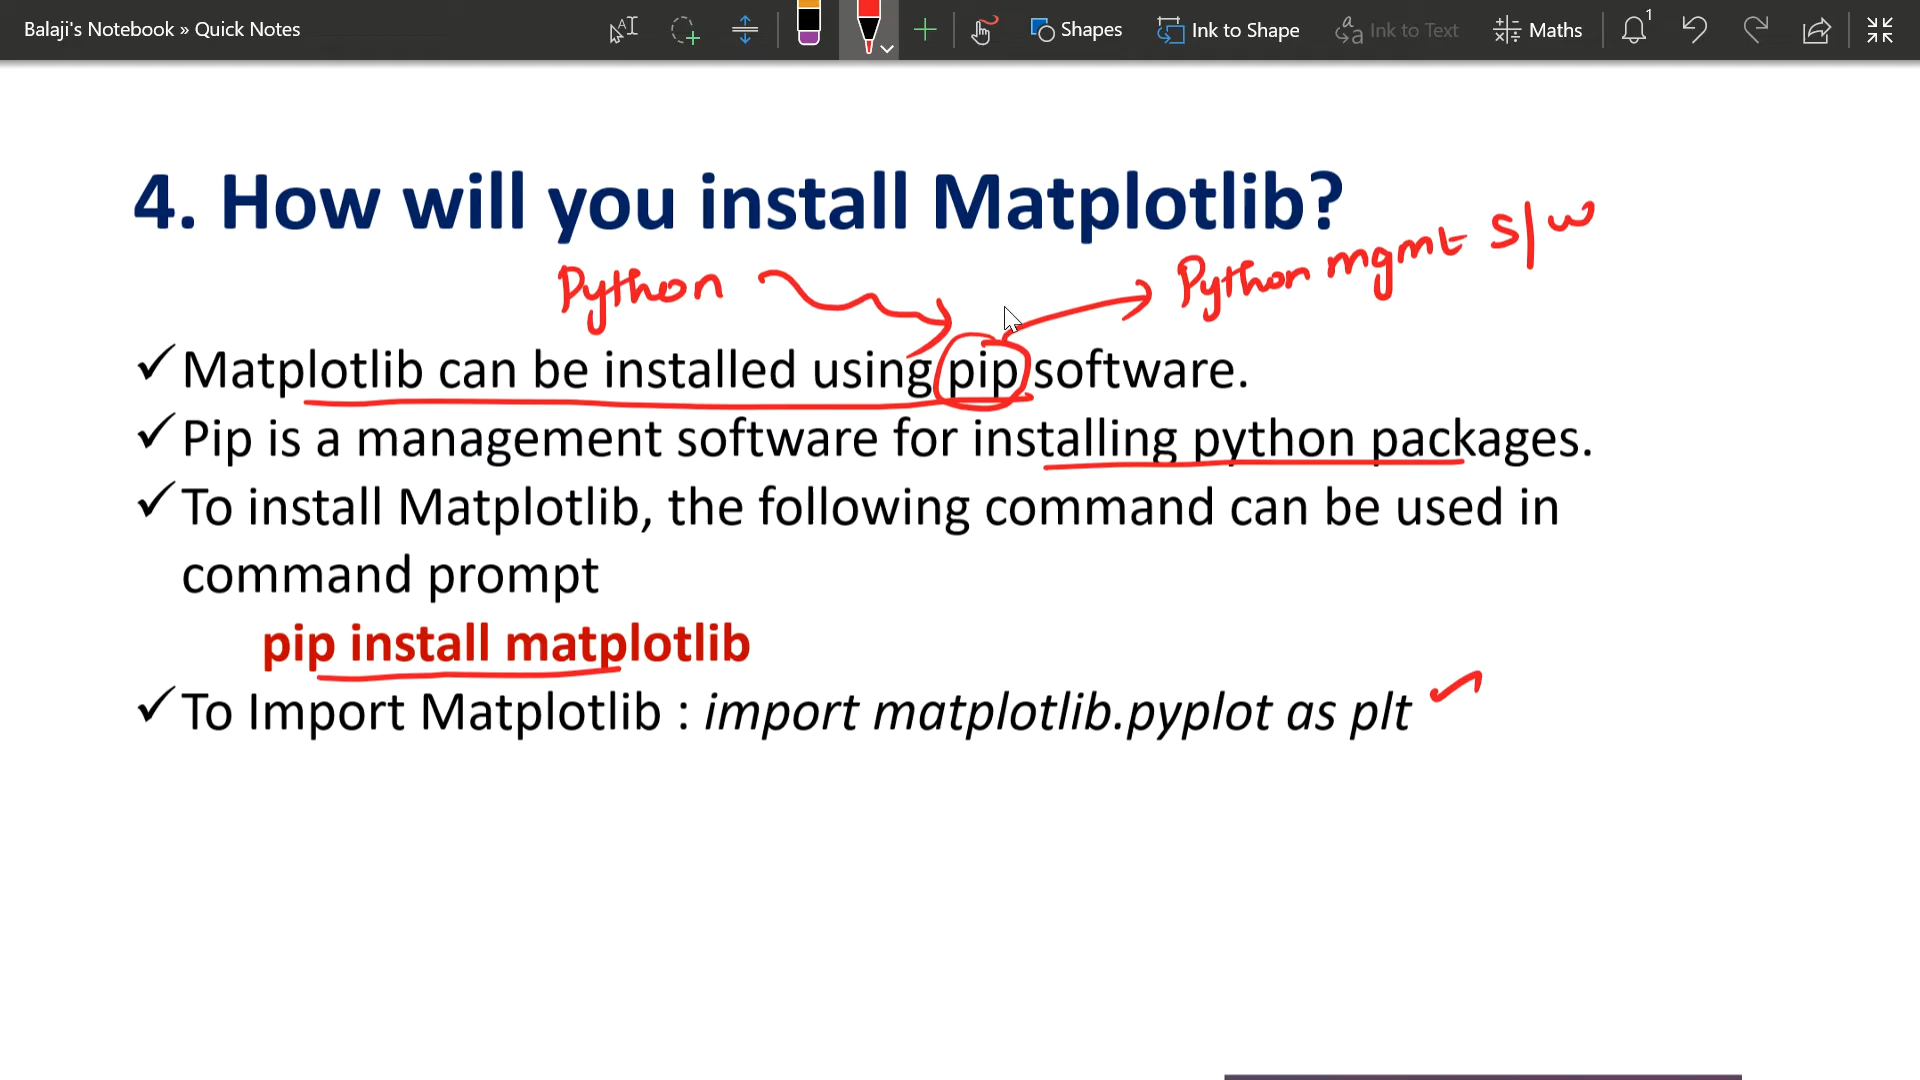 Balaji's Notebook » Quick Notes
Shapes
Ink to Shape
Ink to Text
Maths
1
4. How will you install Matplotlib?
Python
Python mgmt s/w
✓Matplotlib can be installed using pip software.
✓Pip is a management software for installing python packages.
✓To install Matplotlib, the following command can be used in
command prompt
pip install matplotlib
✓To Import Matplotlib : import matplotlib.pyplot as plt